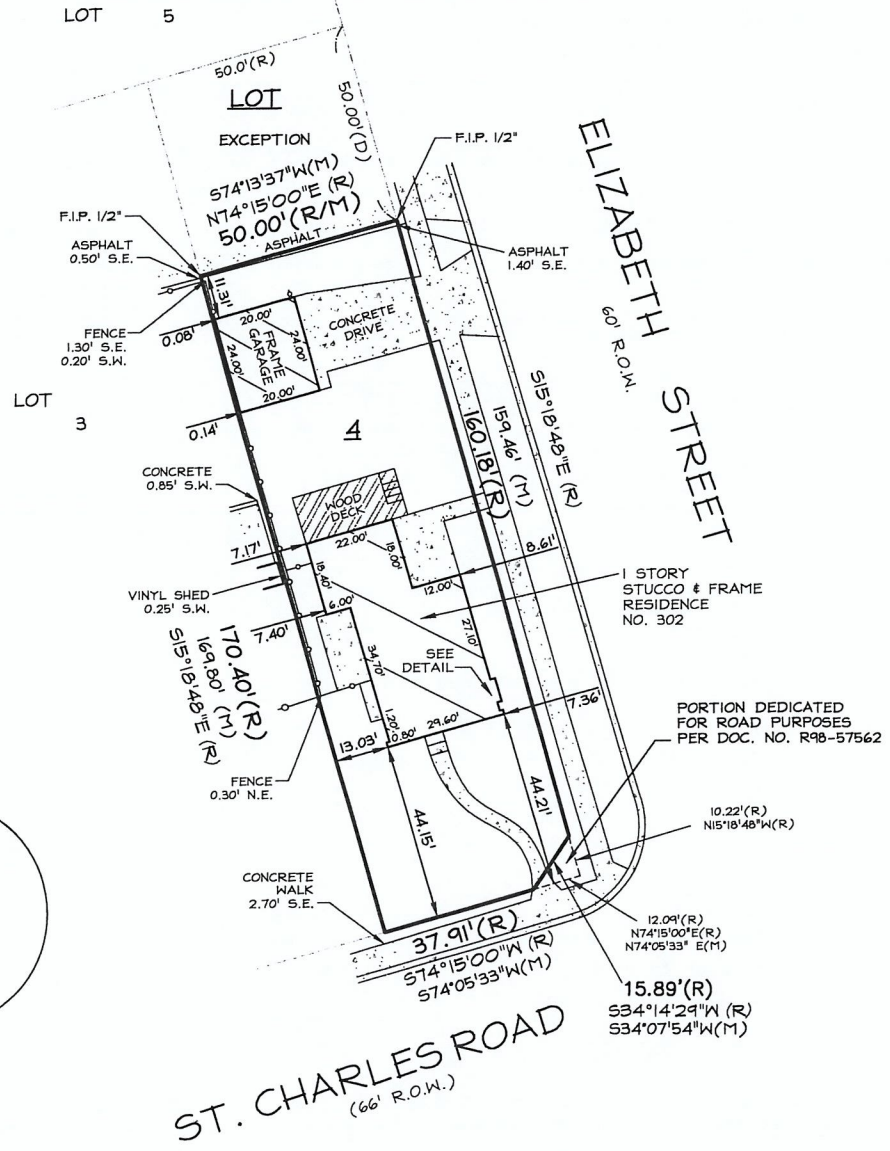 LOT 5
50.0'(R)
LOT
50.00'(D)
EXCEPTION
F.I.P. 1/2"
S74°13'37"W(M)
N74°15'00"E (R)
50.00'(R/M)
ASPHALT
F.I.P. 1/2"
ASPHALT
0.50' S.E.
ASPHALT
1.40' S.E.
ELIZABETH STREET
60' R.O.W.
11.31'
FENCE
1.30' S.E.
0.20' S.W.
0.08'
20.00'
24.00'
FRAME
GARAGE
24.00'
20.00'
CONCRETE
DRIVE
LOT
3
0.14'
4
160.18'(R)
159.46' (M)
S15°18'48"E (R)
CONCRETE
0.85' S.W.
WOOD
DECK
7.17'
22.00'
18.00'
8.61'
12.00'
18.40'
VINYL SHED
0.25' S.W.
6.00'
7.40'
27.10'
1 STORY
STUCCO & FRAME
RESIDENCE
NO. 302
34.70'
SEE
DETAIL
170.40'(R)
169.80' (M)
S15°18'48"E (R)
7.36'
PORTION DEDICATED
FOR ROAD PURPOSES
PER DOC. NO. R98-57562
1.20'
0.80'
29.60'
13.03'
FENCE
0.30' N.E.
44.15'
44.21'
10.22'(R)
N15°18'48"W(R)
CONCRETE
WALK
2.70' S.E.
12.09'(R)
N74°15'00"E(R)
N74°05'33" E(M)
37.91'(R)
S74°15'00"W (R)
S74°05'33"W(M)
15.89'(R)
S34°14'29"W (R)
S34°07'54"W(M)
ST. CHARLES ROAD
(66' R.O.W.)